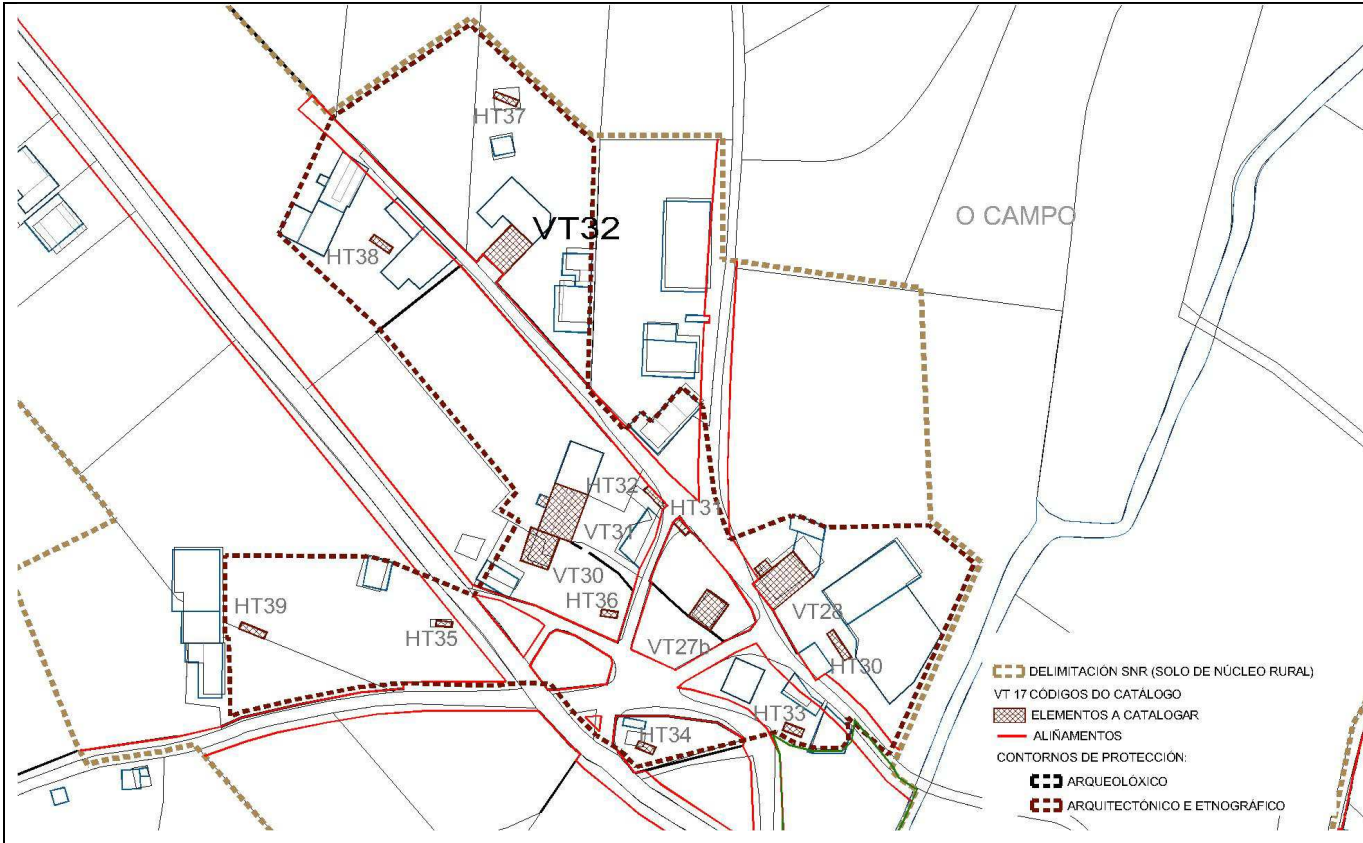 HT37
VT32
O CAMPO
HT38
HT32
HT31
VT31
VT30
HT36
VT28
HT39
HT35
VT27b
HT30
HT33
HT34
DELIMITACIÓN SNR (SOLO DE NÚCLEO RURAL)
VT 17 CÓDIGOS DO CATÁLOGO
ELEMENTOS A CATALOGAR
ALIÑAMENTOS
CONTORNOS DE PROTECCIÓN:
ARQUEOLÓXICO
ARQUITECTÓNICO E ETNOGRÁFICO